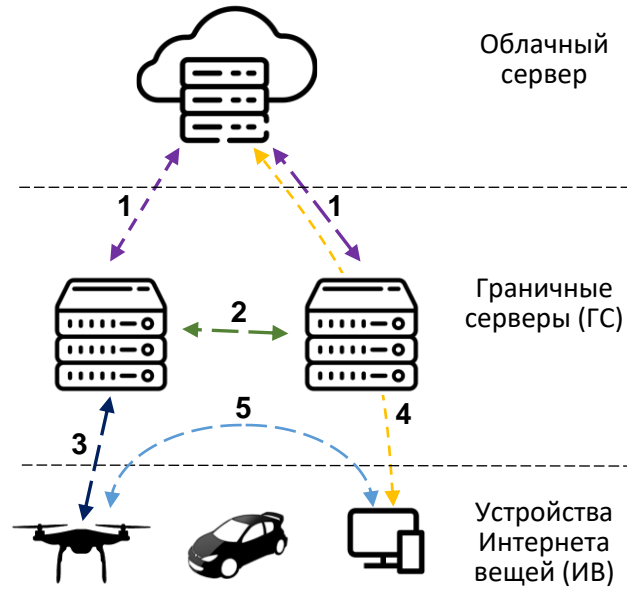 Облачный
сервер
1
1
Граничные
серверы (ГС)
2
5
4
3
Устройства
Интернета
вещей (ИВ)